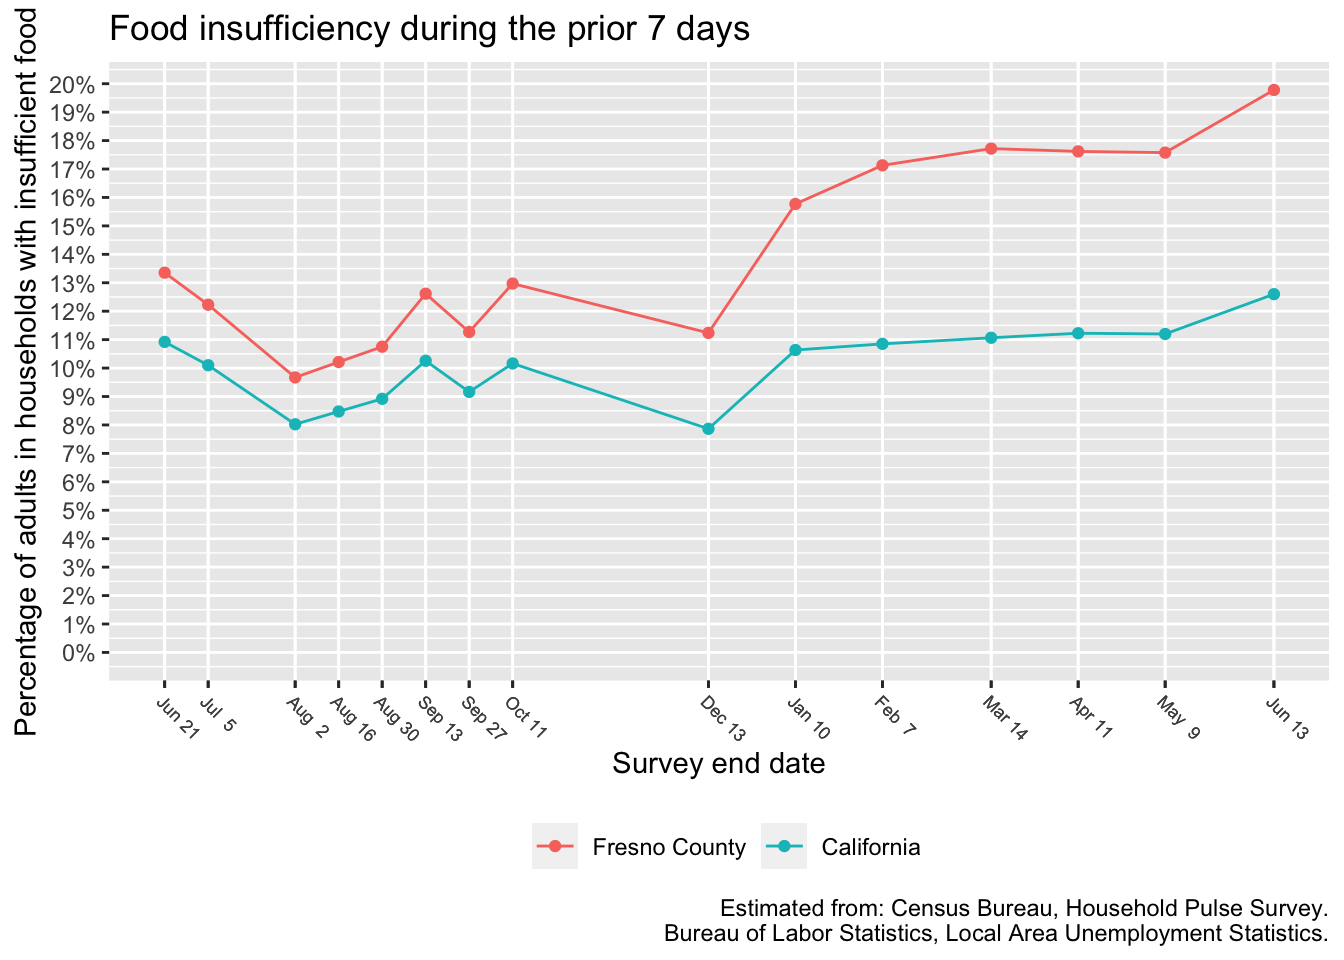 Food insufficiency during the prior 7 days
Percentage of adults in households with insufficient food
20%
19%
18%
17%
16%
15%
14%
13%
12%
11%
10%
9%
8%
7%
6%
5%
4%
3%
2%
1%
0%
Jun 21
Jul 5
Aug 2
Aug 16
Aug 30
Sep 13
Sep 27
Oct 11
Dec 13
Jan 10
Feb 7
Mar 14
Apr 11
May 9
Jun 13
Survey end date
Fresno County
California
Estimated from: Census Bureau, Household Pulse Survey.
Bureau of Labor Statistics, Local Area Unemployment Statistics.